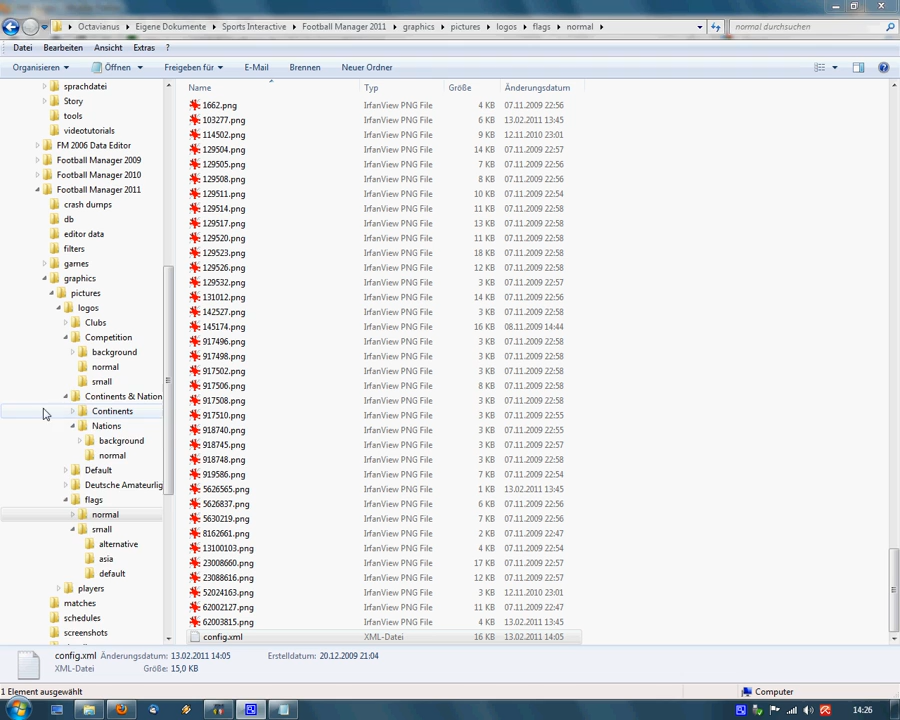 Octavianus ▸ Eigene Dokumente ▸ Sports Interactive ▸ Football Manager 2011 ▸ graphics ▸ pictures ▸ logos ▸ flags ▸ normal ▸
normal durchsuchen
Datei Bearbeiten Ansicht Extras ?
Organisieren Öffnen Freigeben für E-Mail Brennen Neuer Ordner
sprachdatei
Story
tools
videotutorials
FM 2006 Data Editor
Football Manager 2009
Football Manager 2010
Football Manager 2011
crash dumps
db
editor data
filters
games
graphics
pictures
logos
Clubs
Competition
background
normal
small
Continents & Nation
Continents
Nations
background
normal
Default
Deutsche Amateurlig
flags
normal
small
alternative
asia
default
players
matches
schedules
screenshots
Name Typ Größe Änderungsdatum
1662.png IrfanView PNG File 4 KB 07.11.2009 22:56
103277.png IrfanView PNG File 6 KB 13.02.2011 13:45
114502.png IrfanView PNG File 9 KB 12.11.2010 23:01
129504.png IrfanView PNG File 14 KB 07.11.2009 22:57
129505.png IrfanView PNG File 7 KB 07.11.2009 22:56
129508.png IrfanView PNG File 8 KB 07.11.2009 22:56
129511.png IrfanView PNG File 10 KB 07.11.2009 22:54
129514.png IrfanView PNG File 11 KB 07.11.2009 22:58
129517.png IrfanView PNG File 13 KB 07.11.2009 22:58
129520.png IrfanView PNG File 11 KB 07.11.2009 22:58
129523.png IrfanView PNG File 18 KB 07.11.2009 22:58
129526.png IrfanView PNG File 12 KB 07.11.2009 22:58
129532.png IrfanView PNG File 3 KB 07.11.2009 22:57
131012.png IrfanView PNG File 14 KB 07.11.2009 22:56
142527.png IrfanView PNG File 3 KB 07.11.2009 22:58
145174.png IrfanView PNG File 16 KB 08.11.2009 14:44
917496.png IrfanView PNG File 3 KB 07.11.2009 22:58
917498.png IrfanView PNG File 3 KB 07.11.2009 22:58
917502.png IrfanView PNG File 3 KB 07.11.2009 22:58
917506.png IrfanView PNG File 8 KB 07.11.2009 22:56
917508.png IrfanView PNG File 3 KB 07.11.2009 22:58
917510.png IrfanView PNG File 3 KB 07.11.2009 22:55
918740.png IrfanView PNG File 3 KB 07.11.2009 22:55
918745.png IrfanView PNG File 3 KB 07.11.2009 22:57
918748.png IrfanView PNG File 3 KB 07.11.2009 22:58
919586.png IrfanView PNG File 7 KB 07.11.2009 22:54
5626565.png IrfanView PNG File 1 KB 13.02.2011 13:45
5626837.png IrfanView PNG File 6 KB 07.11.2009 22:56
5630219.png IrfanView PNG File 7 KB 07.11.2009 22:56
8162661.png IrfanView PNG File 2 KB 07.11.2009 22:47
13100103.png IrfanView PNG File 4 KB 07.11.2009 22:54
23008660.png IrfanView PNG File 17 KB 07.11.2009 22:57
23088616.png IrfanView PNG File 12 KB 07.11.2009 22:57
52024163.png IrfanView PNG File 3 KB 12.11.2010 23:01
62002127.png IrfanView PNG File 11 KB 07.11.2009 22:47
62003815.png IrfanView PNG File 4 KB 13.02.2011 13:45
config.xml XML-Datei 16 KB 13.02.2011 14:05
config.xml Änderungsdatum: 13.02.2011 14:05 Erstelldatum: 20.12.2009 21:04
XML-Datei Größe: 15,0 KB
1 Element ausgewählt Computer
14:26